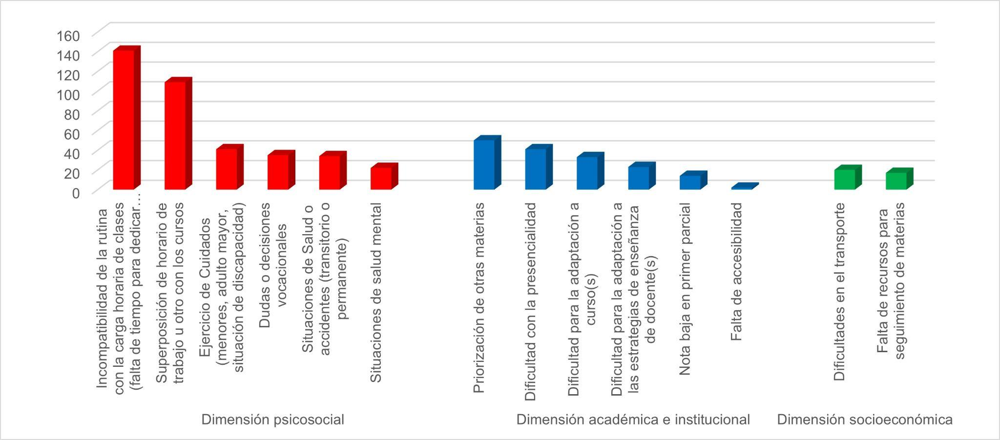 160
140
120
100
80
60
40
20
0
Incompatibilidad de la rutina
con la carga horaria de clases
(falta de tiempo para dedicar…
Superposición de horario de
trabajo u otro con los cursos
Ejercicio de Cuidados
(menores, adulto mayor,
situación de discapacidad)
Dudas o decisiones
vocacionales
Situaciones de Salud o
accidentes (transitorio o
permanente)
Situaciones de salud mental
Priorización de otras materias
Dificultad con la presencialidad
Dificultad para la adaptación a
curso(s)
Dificultad para la adaptación a
las estrategias de enseñanza
de docente(s)
Nota baja en primer parcial
Falta de accesibilidad
Dificultades en el transporte
Falta de recursos para
seguimiento de materias
Dimensión psicosocial
Dimensión académica e institucional
Dimensión socioeconómica